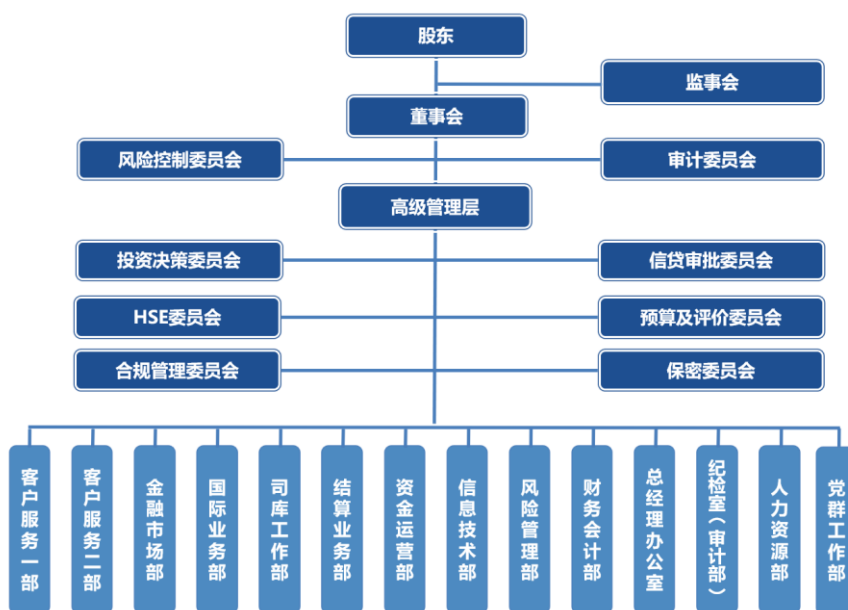 股东
监事会
董事会
风险控制委员会
审计委员会
高级管理层
投资决策委员会
信贷审批委员会
HSE委员会
预算及评价委员会
合规管理委员会
保密委员会
客户服务一部
客户服务二部
金融市场部
国际业务部
司库工作部
结算业务部
资金运营部
信息技术部
风险管理部
财务会计部
总经理办公室
纪检室（审计部）
人力资源部
党群工作部